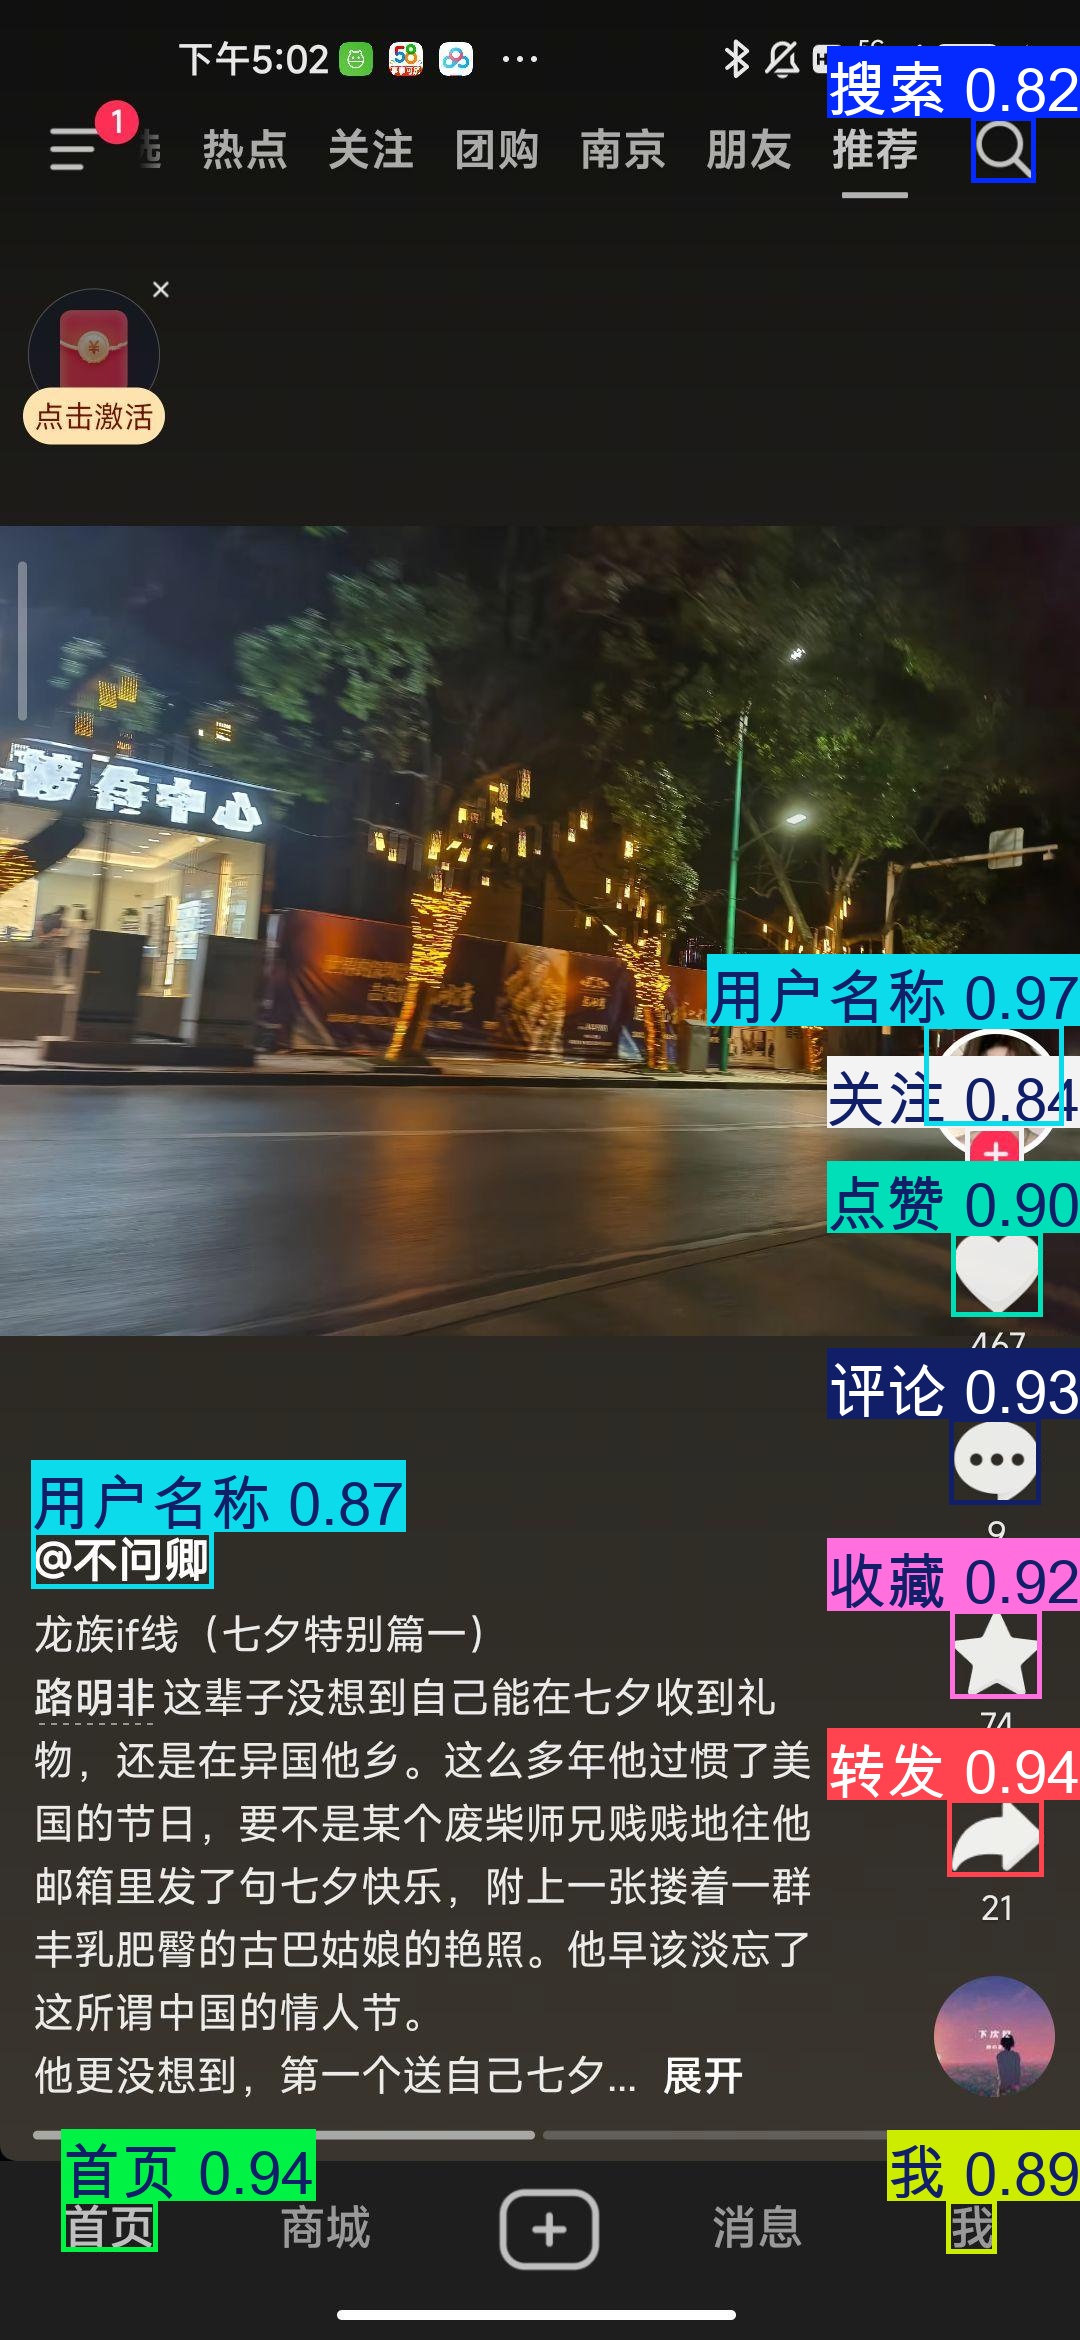 下午5:02
58
···
搜索 0.82
1
热点 关注 团购 南京 朋友 推荐
点击激活
用户名称 0.97
关注 0.84
点赞 0.90
467
评论 0.93
9
用户名称 0.87
@不问卿
收藏 0.92
龙族if线（七夕特别篇一）
74
路明非 这辈子没想到自己能在七夕收到礼
物，还是在异国他乡。这么多年他过惯了美
转发 0.94
国的节日，要不是某个废柴师兄贱贱地往他
邮箱里发了句七夕快乐，附上一张搂着一群
21
丰乳肥臀的古巴姑娘的艳照。他早该淡忘了
这所谓中国的情人节。
他更没想到，第一个送自己七夕... 展开
首页 0.94
我 0.89
首页 商城 消息 我